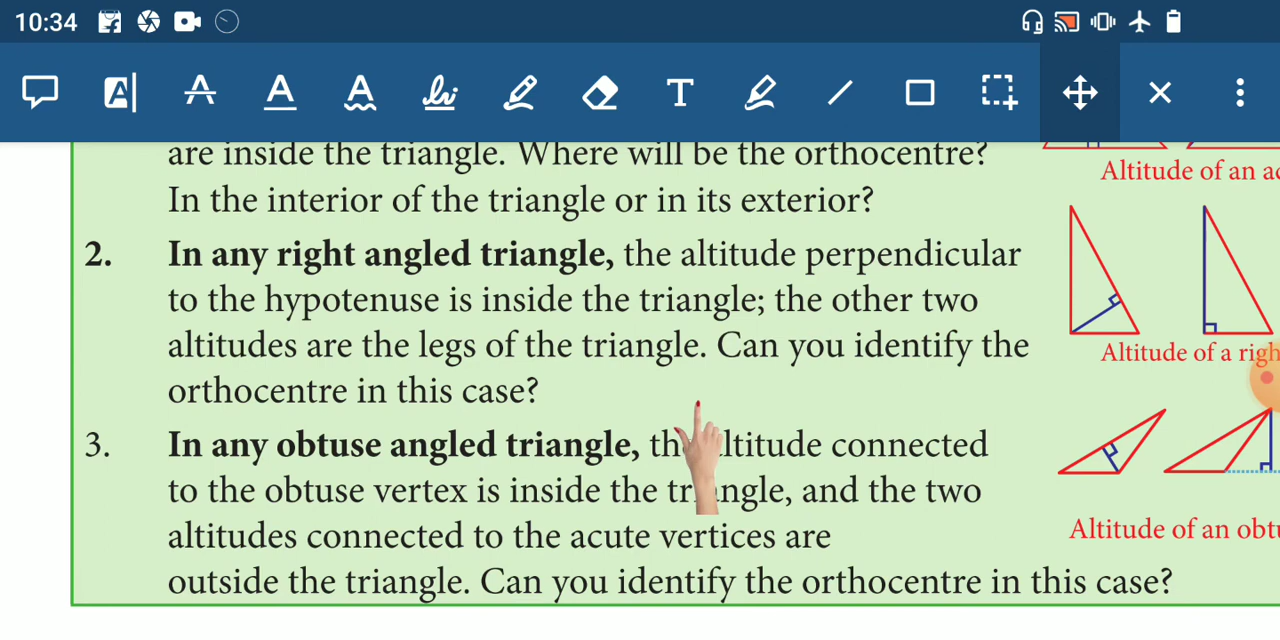 10:34
are inside the triangle. Where will be the orthocentre?
In the interior of the triangle or in its exterior?
Altitude of an
2. In any right angled triangle, the altitude perpendicular
to the hypotenuse is inside the triangle; the other two
altitudes are the legs of the triangle. Can you identify the
Altitude of a
orthocentre in this case?
3. In any obtuse angled triangle, the altitude connected
to the obtuse vertex is inside the triangle, and the two
altitudes connected to the acute vertices are
Altitude of an
outside the triangle. Can you identify the orthocentre in this case?